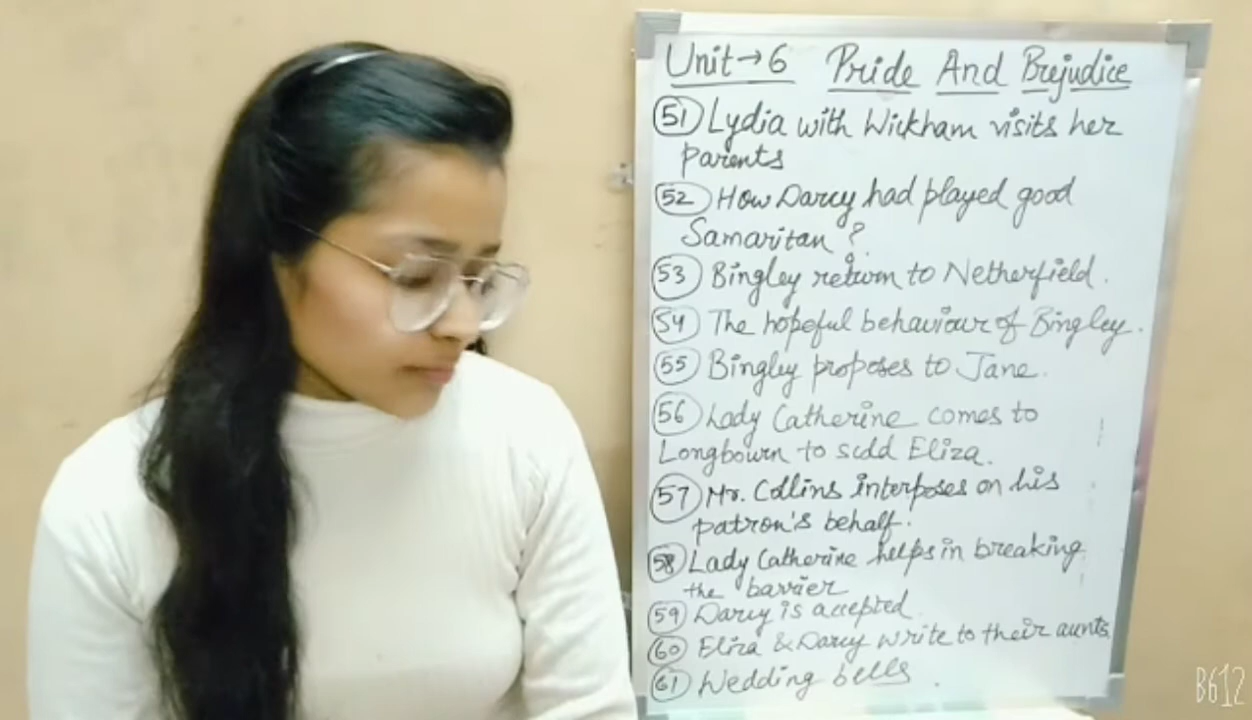 Unit→6 Pride And Prejudice
51 Lydia with Wickham visits her
parents
52 How Darcy had played good
Samaritan ?
53 Bingley return to Netherfield.
54 The hopeful behaviour of Bingley.
55 Bingley proposes to Jane.
56 Lady Catherine comes to
Longbourn to scdd Eliza.
57 Mr. Collins interposes on his
patron's behalf.
58 Lady Catherine helps in breaking
the barrier
59 Darcy is accepted.
60 Eliza & Darcy write to their aunts
61 Wedding bells.
B612